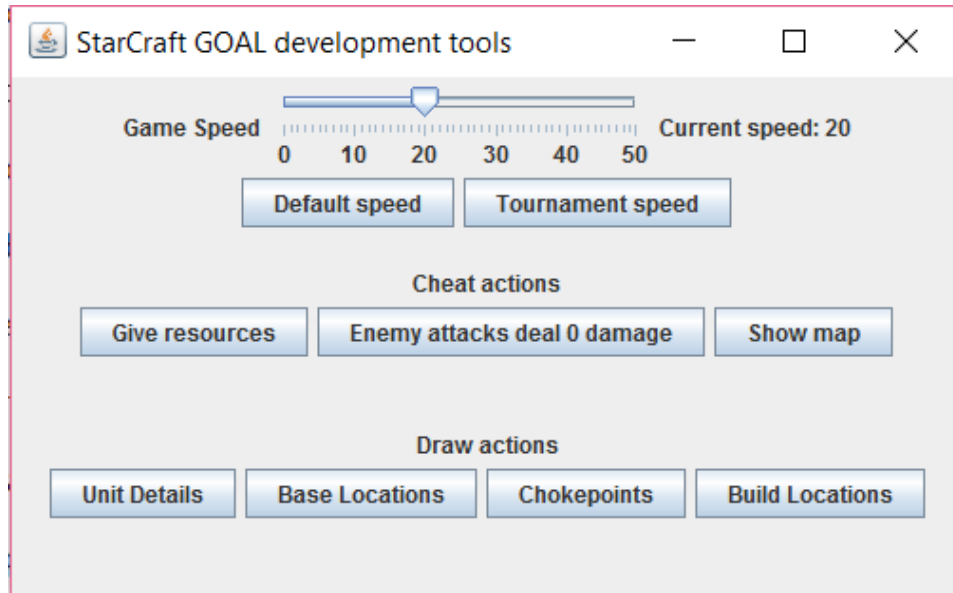 StarCraft GOAL development tools
Game Speed
0 10 20 30 40 50
Current speed: 20
Default speed Tournament speed
Cheat actions
Give resources Enemy attacks deal 0 damage Show map
Draw actions
Unit Details Base Locations Chokepoints Build Locations